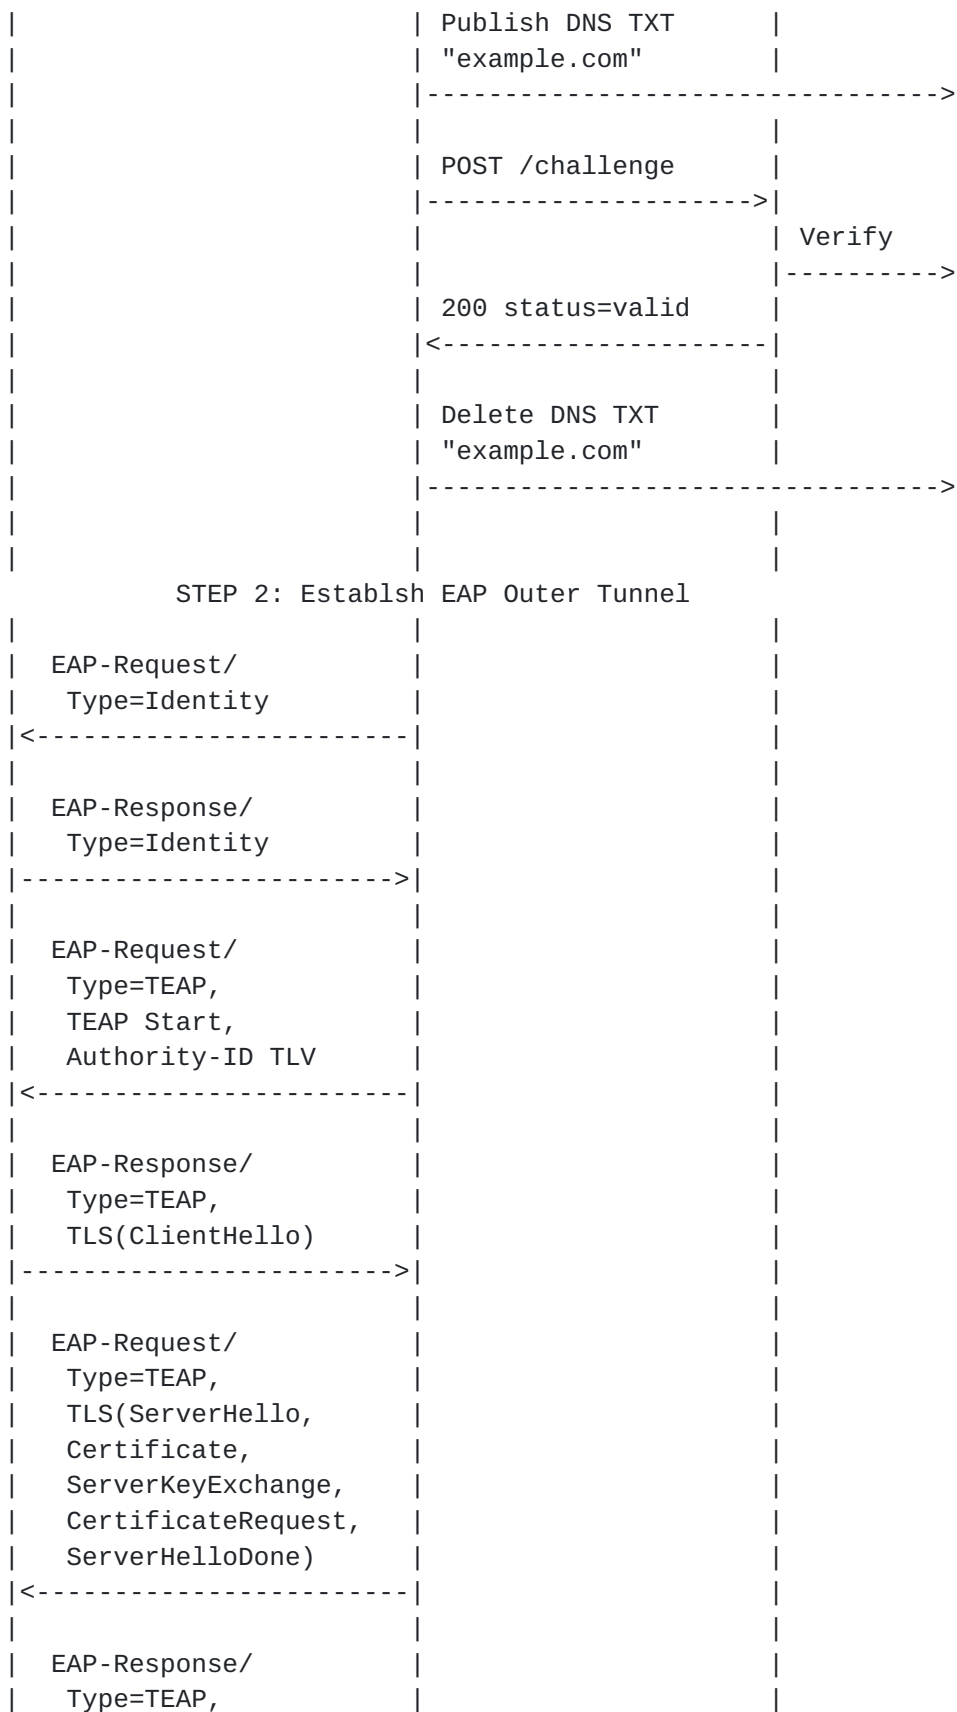 | Publish DNS TXT |
| "example.com" |
|--------------------------------->
| POST /challenge |
|--------------------->|
| Verify
|---------->
| 200 status=valid |
|<---------------------|
| Delete DNS TXT |
| "example.com" |
|--------------------------------->
STEP 2: Establsh EAP Outer Tunnel
| EAP-Request/ | |
| Type=Identity | |
|<------------------------| |
| EAP-Response/ | |
| Type=Identity | |
|------------------------>| |
| EAP-Request/ | |
| Type=TEAP, | |
| TEAP Start, | |
| Authority-ID TLV | |
|<------------------------| |
| EAP-Response/ | |
| Type=TEAP, | |
| TLS(ClientHello) | |
|------------------------>| |
| EAP-Request/ | |
| Type=TEAP, | |
| TLS(ServerHello, | |
| Certificate, | |
| ServerKeyExchange, | |
| CertificateRequest, | |
| ServerHelloDone) | |
|<------------------------| |
| EAP-Response/ | |
| Type=TEAP, | |